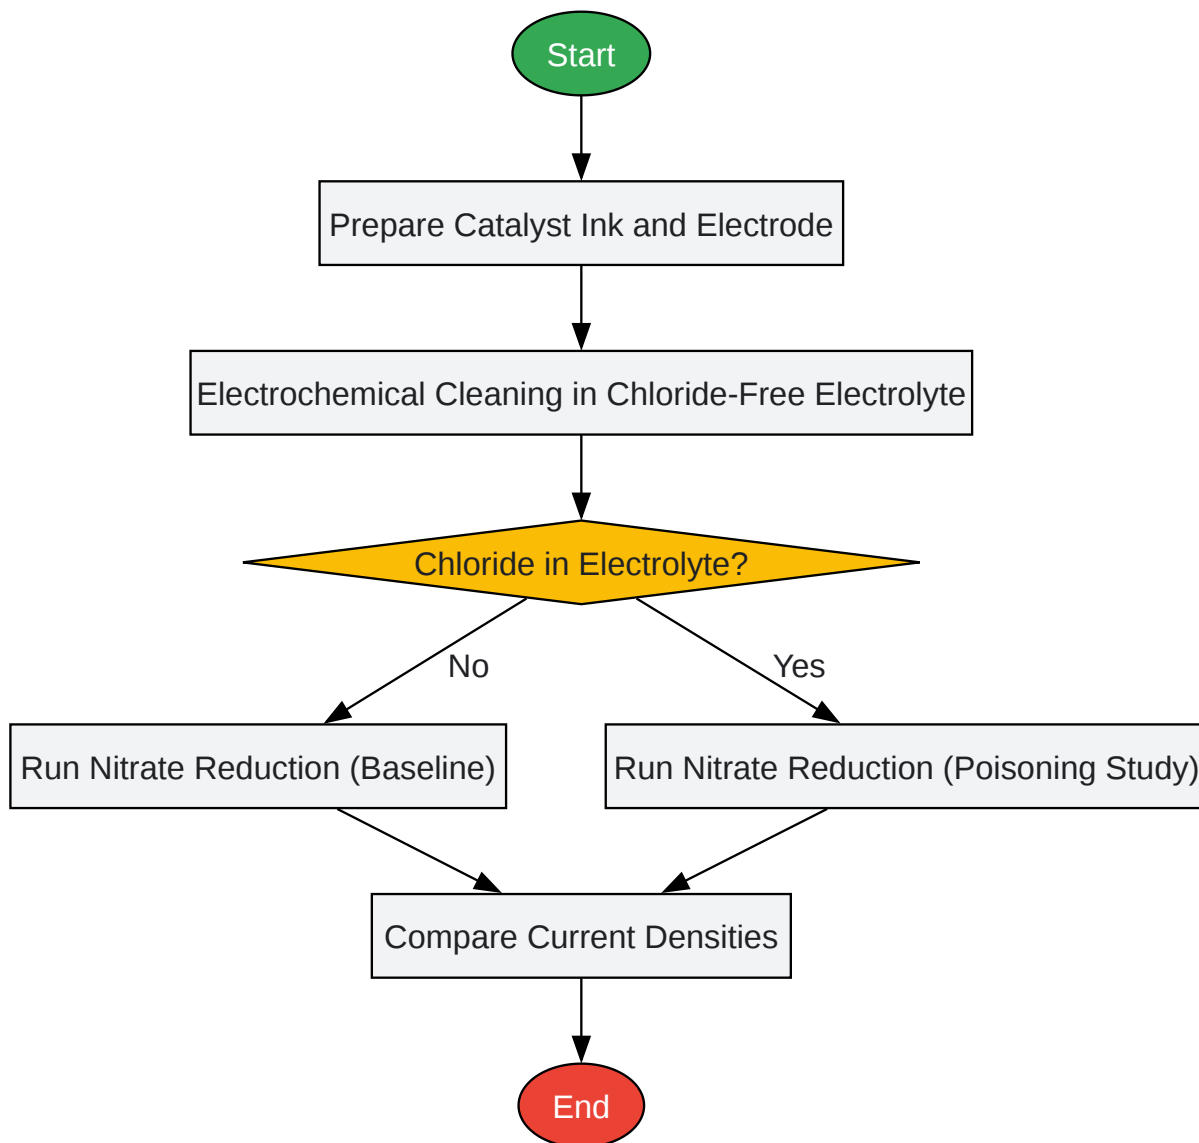 Start
Prepare Catalyst Ink and Electrode
Electrochemical Cleaning in Chloride-Free Electrolyte
Chloride in Electrolyte?
No
Yes
Run Nitrate Reduction (Baseline)
Run Nitrate Reduction (Poisoning Study)
Compare Current Densities
End